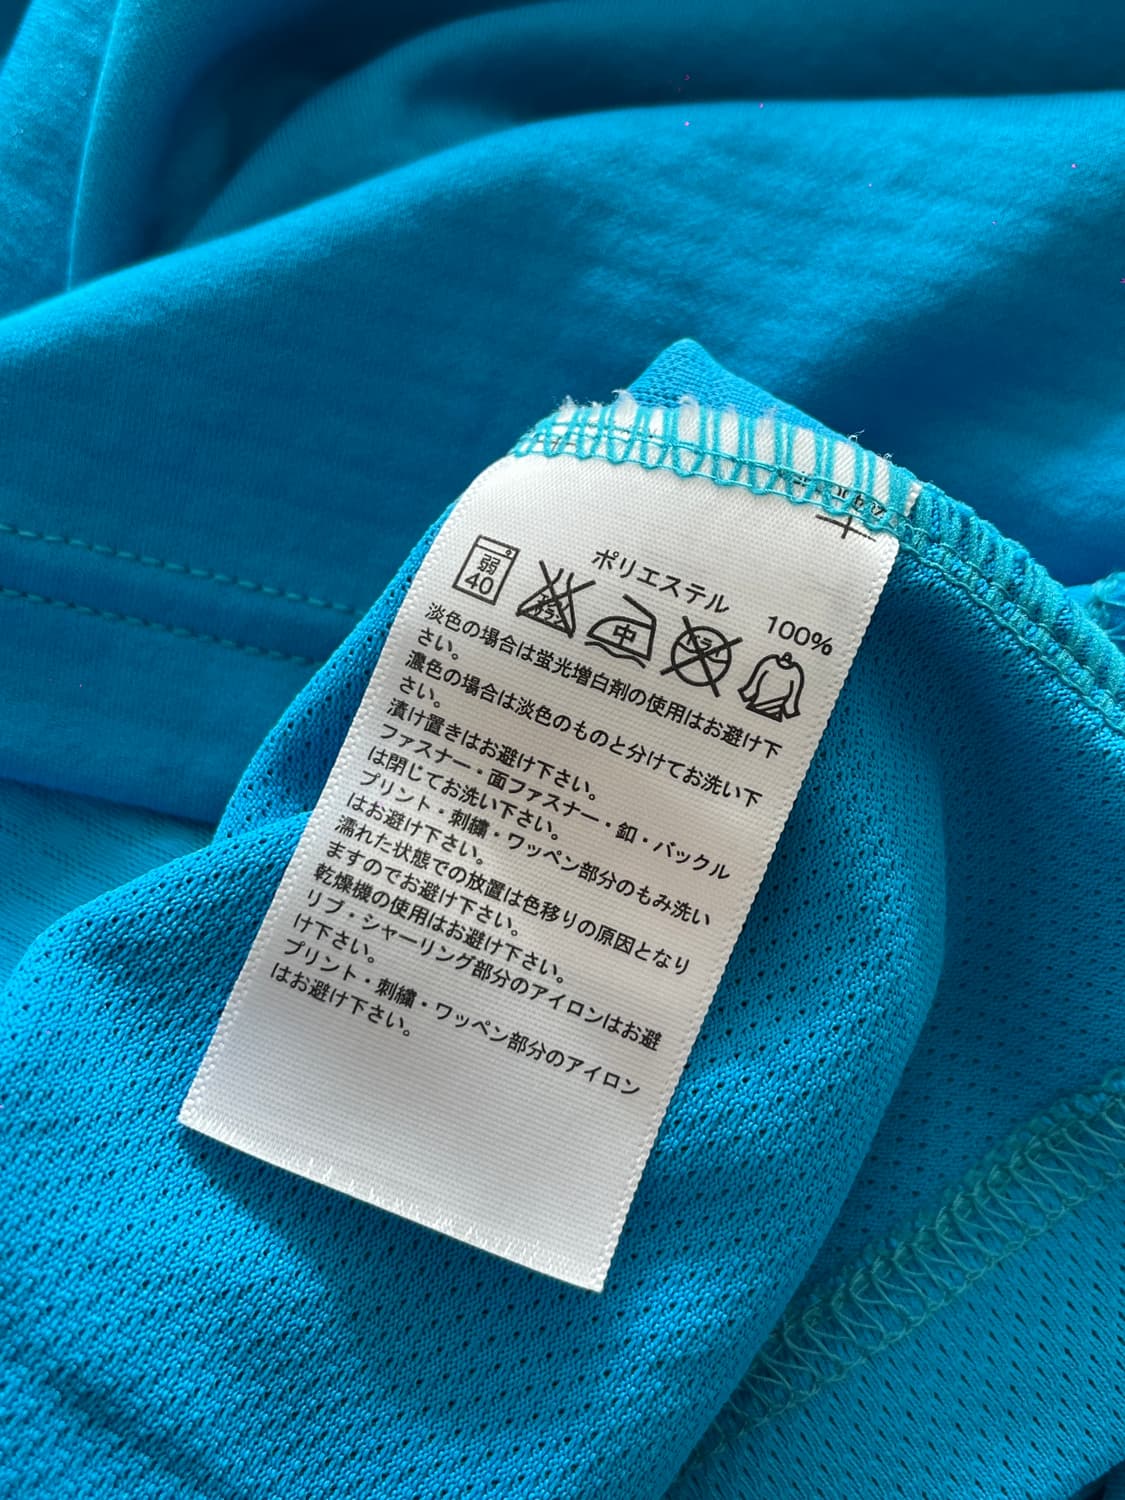 ポリエステル 100%
弱
40
エンソ
サラシ
中
ドライ
淡色の場合は蛍光増白剤の使用はお避け下
さい。
濃色の場合は淡色のものと分けてお洗い下
さい。
漬け置きはお避け下さい。
ファスナー・面ファスナー・釦・バックル
は閉じてお洗い下さい。
プリント・刺繍・ワッペン部分のもみ洗い
はお避け下さい。
濡れた状態での放置は色移りの原因となり
ますのでお避け下さい。
乾燥機の使用はお避け下さい。
リブ・シャーリング部分のアイロンはお避
け下さい。
プリント・刺繍・ワッペン部分のアイロン
はお避け下さい。